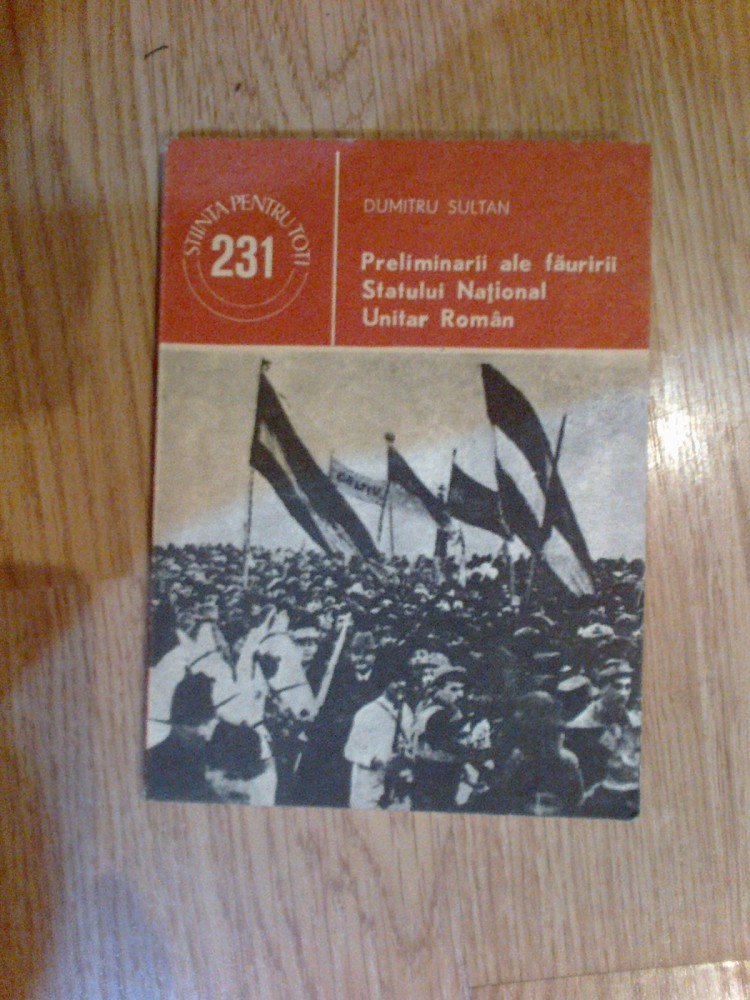 ȘTIINȚA PENTRU TOȚI
231
DUMITRU SULTAN
Preliminarii ale făuririi
Statului Național
Unitar Român